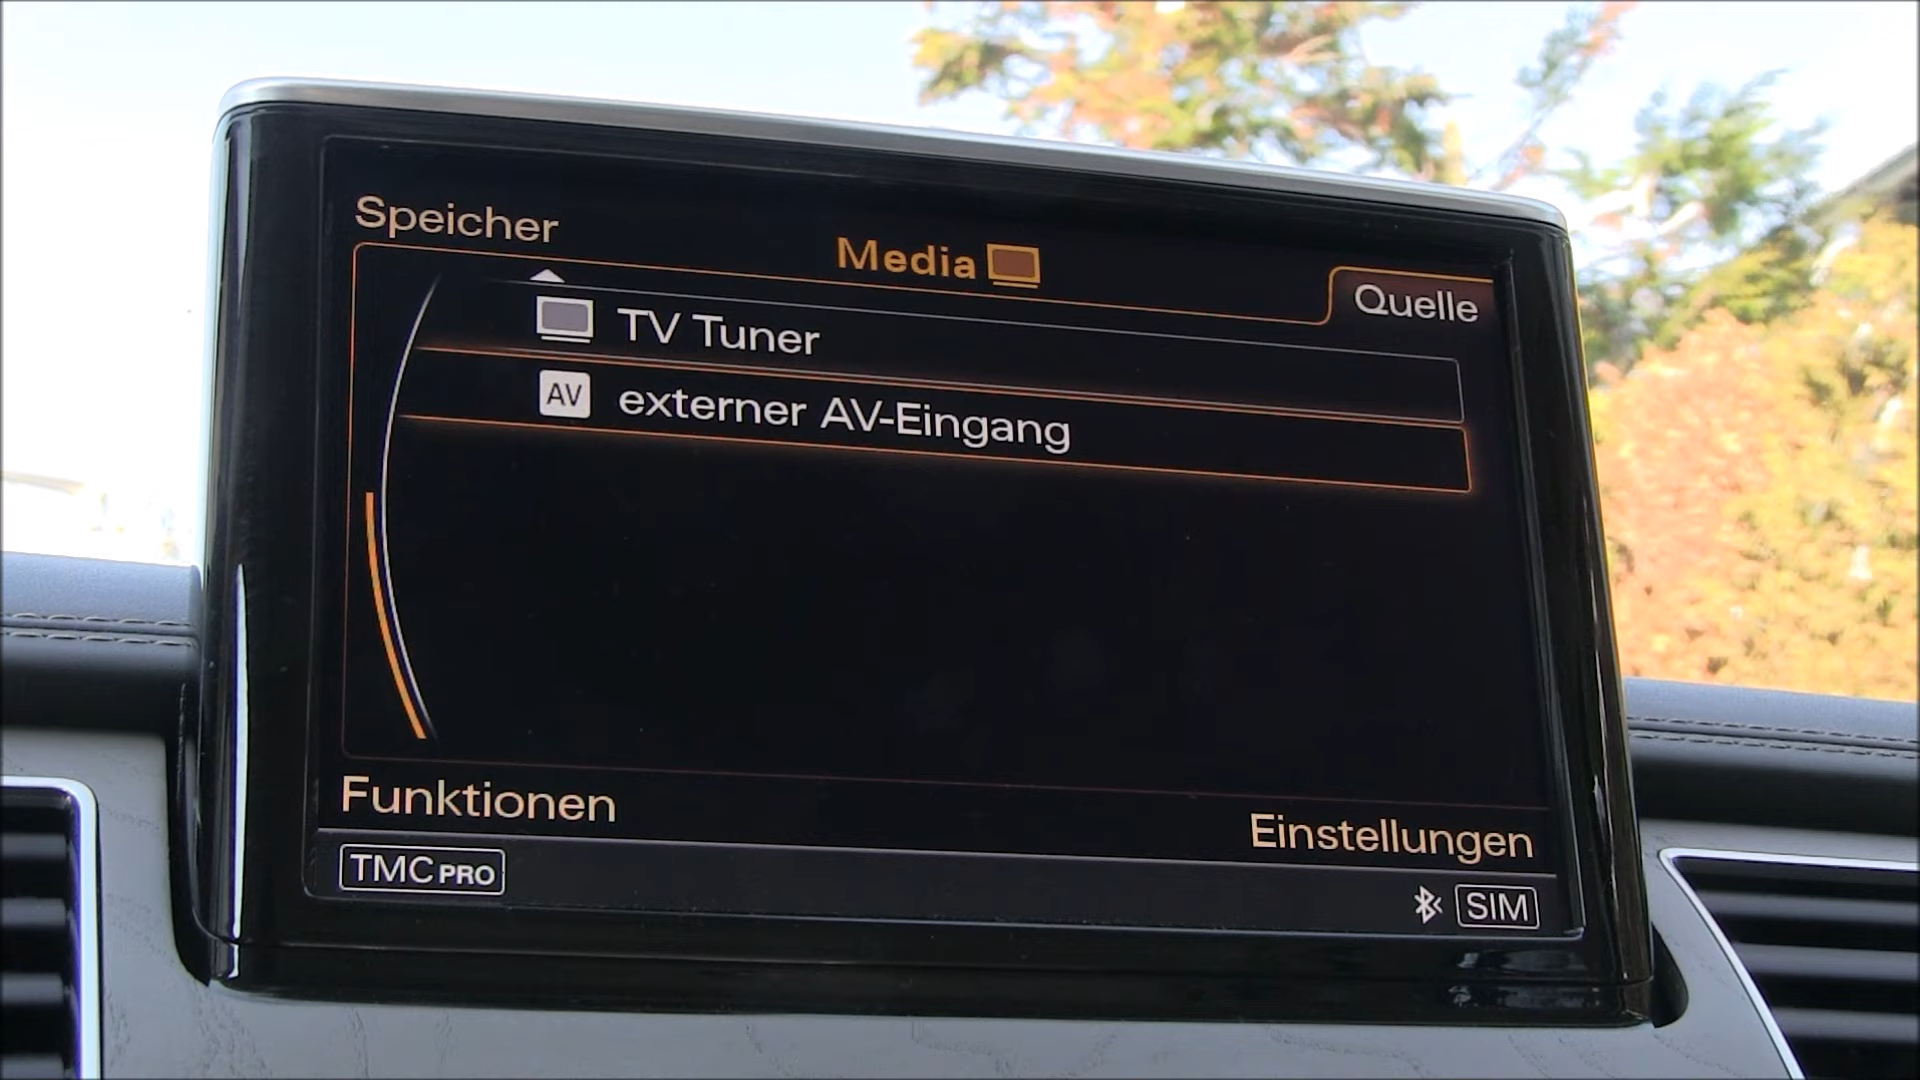 Speicher
Media
Quelle
TV Tuner
AV externer AV-Eingang
Funktionen
Einstellungen
TMC PRO
SIM